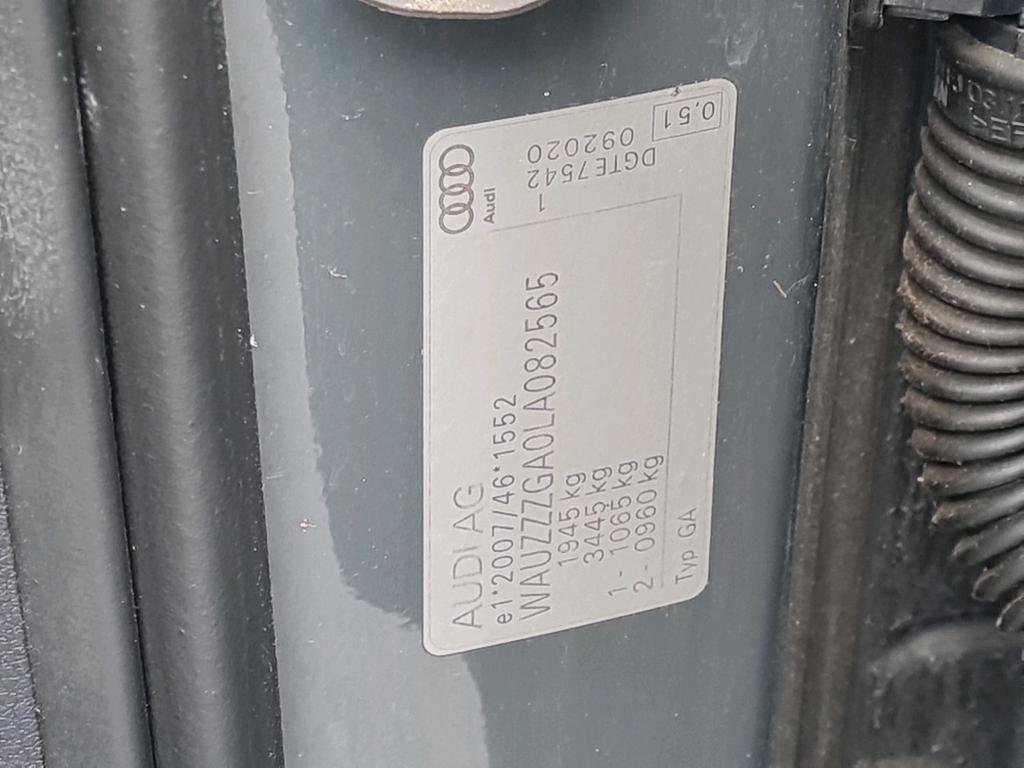 AUDI AG
e1*2007/46*1552
WAUZZZGA0LA082565
1945 kg
3445 kg
1 - 1065 kg
2 - 0960 kg
Typ GA
Audi
092020
DGTE7542
0,51